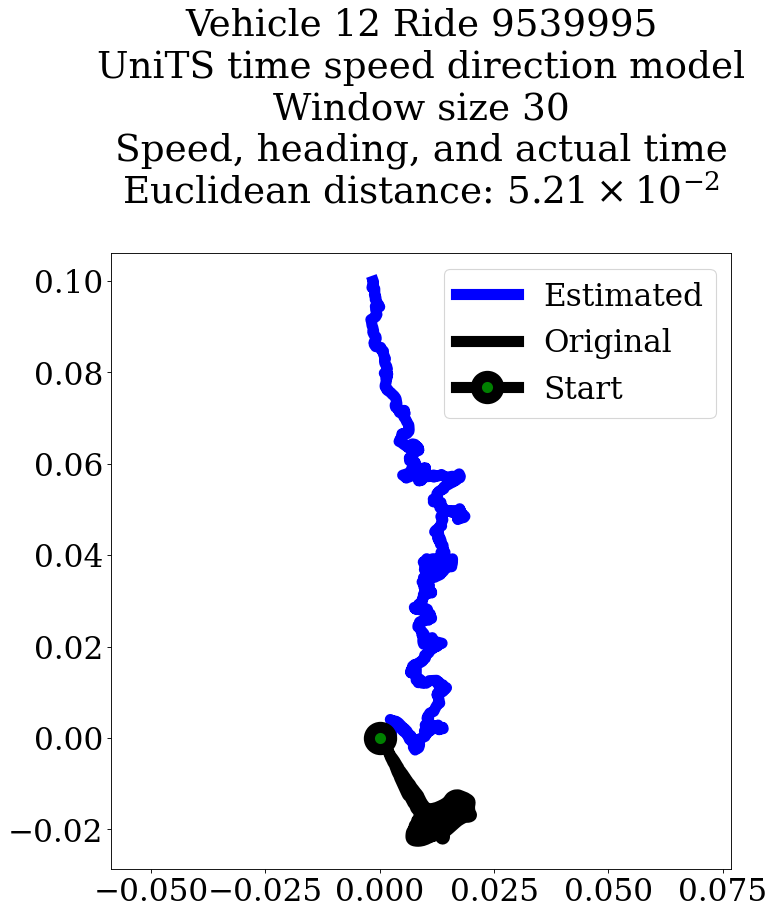 Vehicle 12 Ride 9539995
UniTS time speed direction model
Window size 30
Speed, heading, and actual time
Euclidean distance: 5.21 × 10⁻²
Estimated
Original
Start
0.10
0.08
0.06
0.04
0.02
0.00
−0.02
−0.050 −0.025 0.000 0.025 0.050 0.075